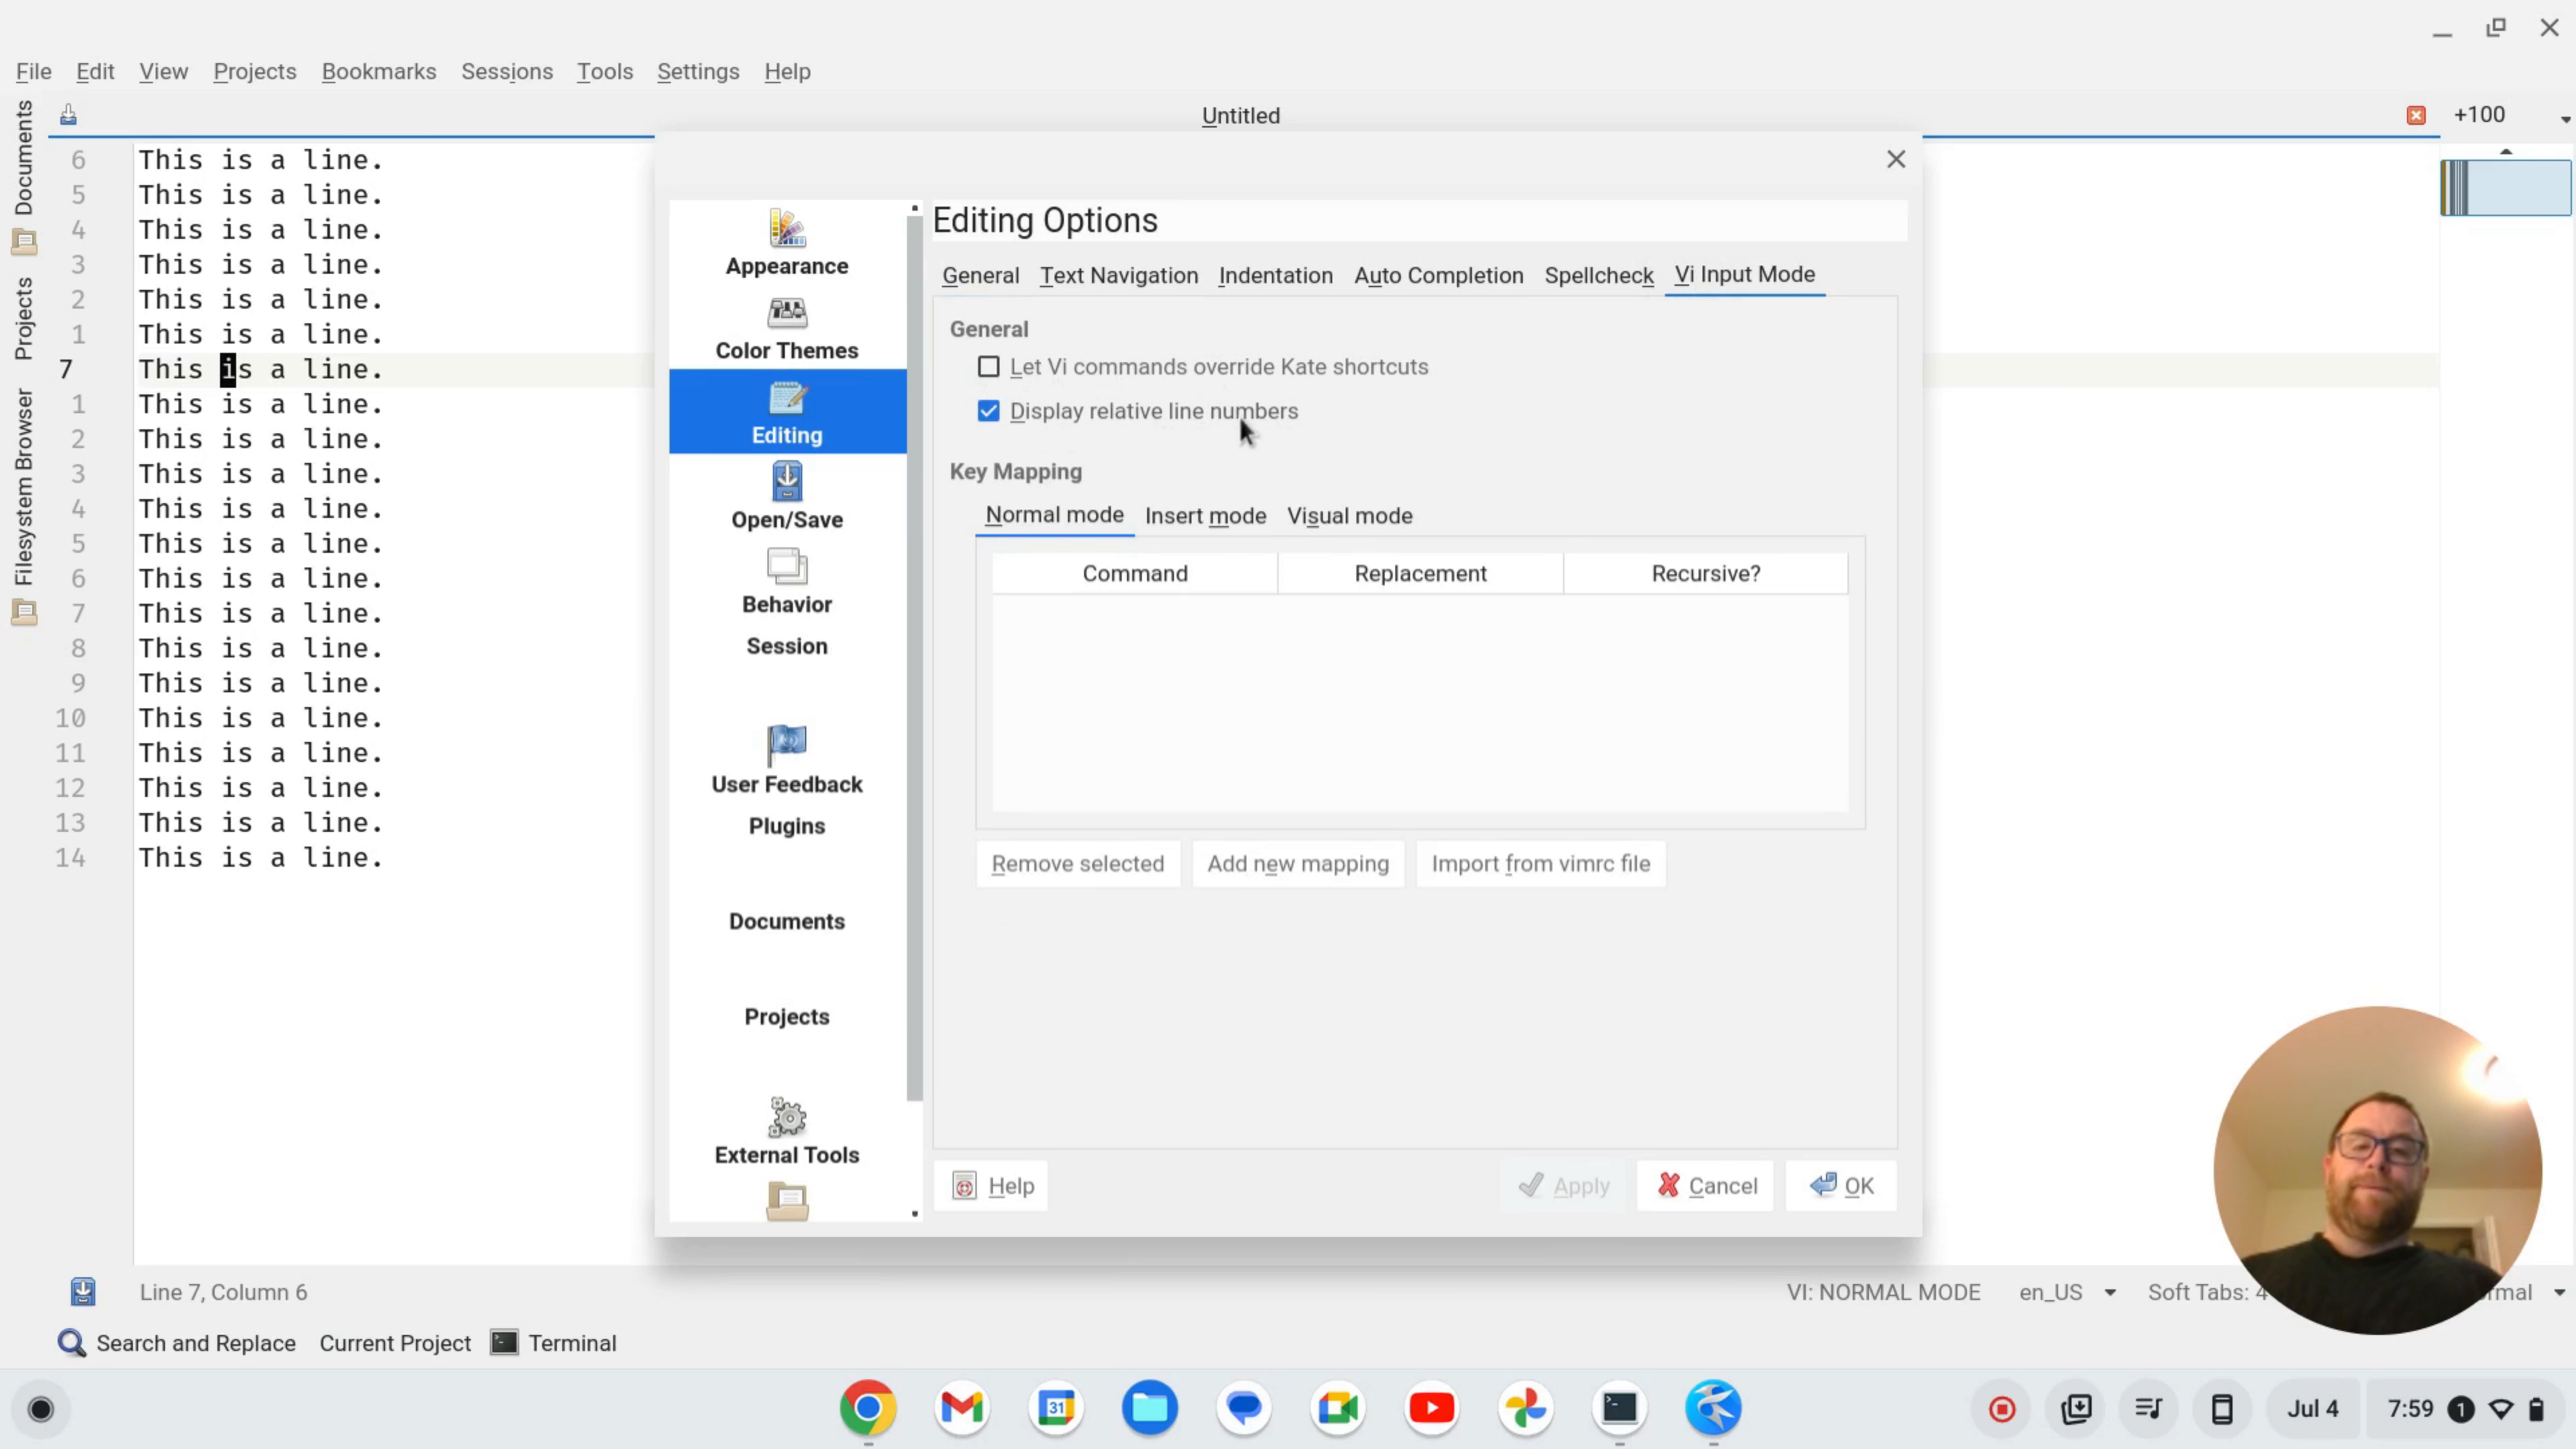 File Edit View Projects Bookmarks Sessions Tools Settings Help
Untitled
+100
Documents
Projects
Filesystem Browser
6 This is a line.
5 This is a line.
4 This is a line.
3 This is a line.
2 This is a line.
1 This is a line.
7 This is a line.
1 This is a line.
2 This is a line.
3 This is a line.
4 This is a line.
5 This is a line.
6 This is a line.
7 This is a line.
8 This is a line.
9 This is a line.
10 This is a line.
11 This is a line.
12 This is a line.
13 This is a line.
14 This is a line.
Appearance
Color Themes
Editing
Open/Save
Behavior
Session
User Feedback
Plugins
Documents
Projects
External Tools
Editing Options
General Text Navigation Indentation Auto Completion Spellcheck Vi Input Mode
General
Let Vi commands override Kate shortcuts
Display relative line numbers
Key Mapping
Normal mode Insert mode Visual mode
Command Replacement Recursive?
Remove selected Add new mapping Import from vimrc file
Help Apply Cancel OK
Line 7, Column 6 VI: NORMAL MODE en_US Soft Tabs: 4
Search and Replace Current Project Terminal
31
Jul 4 7:59 1